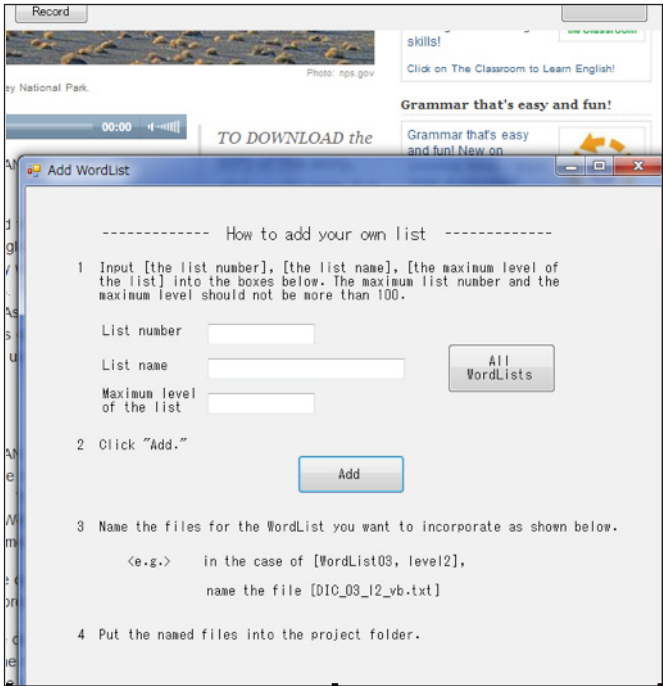 Record
skills!
Click on The Classroom to Learn English!
Photo: nps.gov
ey National Park.
Grammar that's easy and fun!
00:00
TO DOWNLOAD the
Grammar that's easy
and fun! New on
Add WordList
------------- How to add your own list -------------
1 Input [the list number], [the list name], [the maximum level of
the list] into the boxes below. The maximum list number and the
maximum level should not be more than 100.
List number
List name
All
WordLists
Maximum level
of the list
2 Click "Add."
Add
3 Name the files for the WordList you want to incorporate as shown below.
<e.g.> in the case of [WordList03, level2],
name the file [DIC_03_l2_vb.txt]
4 Put the named files into the project folder.